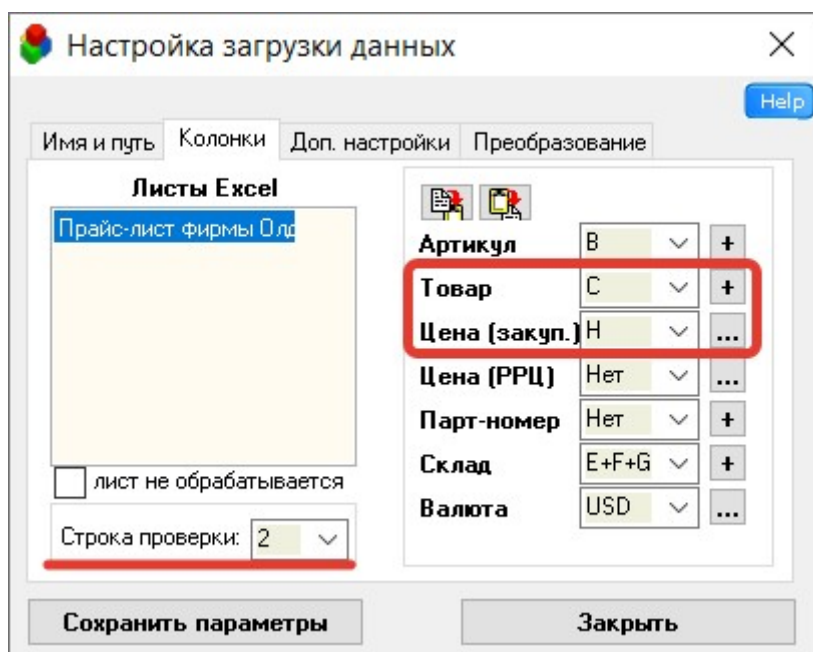 Настройка загрузки данных
Help
Имя и путь Колонки Доп. настройки Преобразование
Листы Excel
Прайс-лист фирмы Олд
Артикул B +
Товар C +
Цена (закуп.) H ...
Цена (РРЦ) Нет ...
Парт-номер Нет +
Склад E+F+G +
Валюта USD ...
лист не обрабатывается
Строка проверки: 2
Сохранить параметры Закрыть